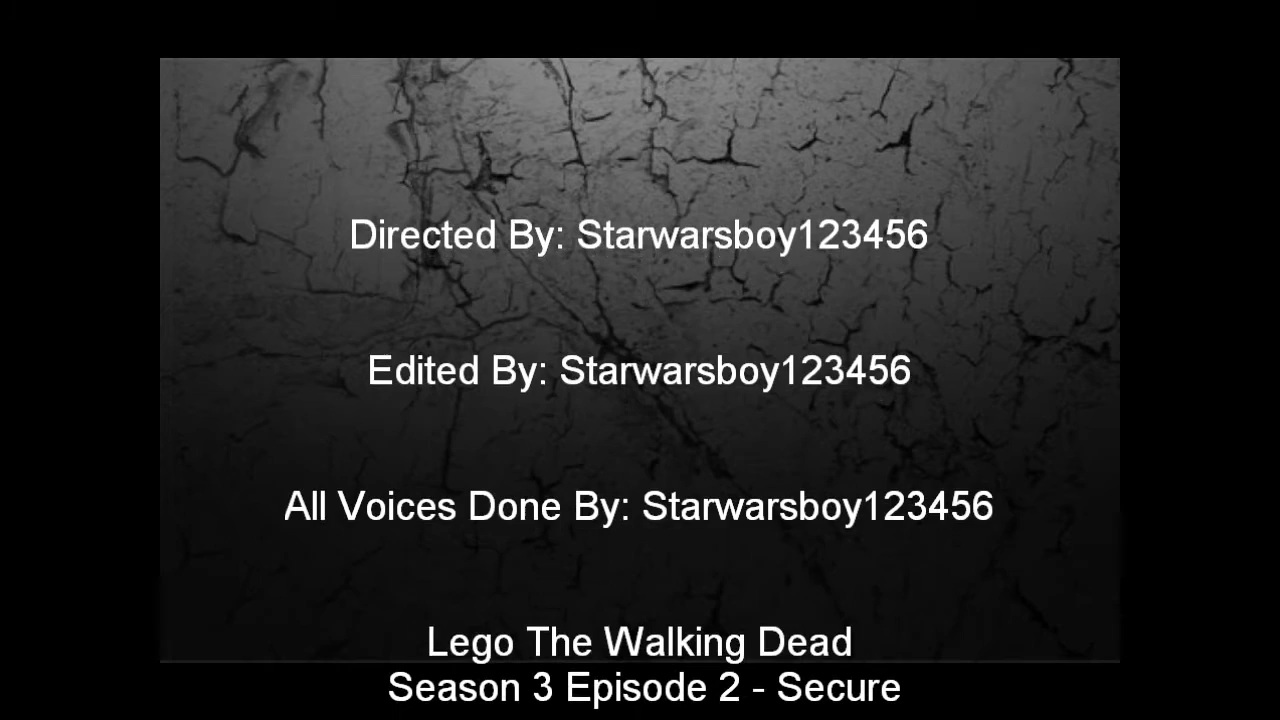 Directed By: Starwarsboy123456
Edited By: Starwarsboy123456
All Voices Done By: Starwarsboy123456
Lego The Walking Dead
Season 3 Episode 2 - Secure